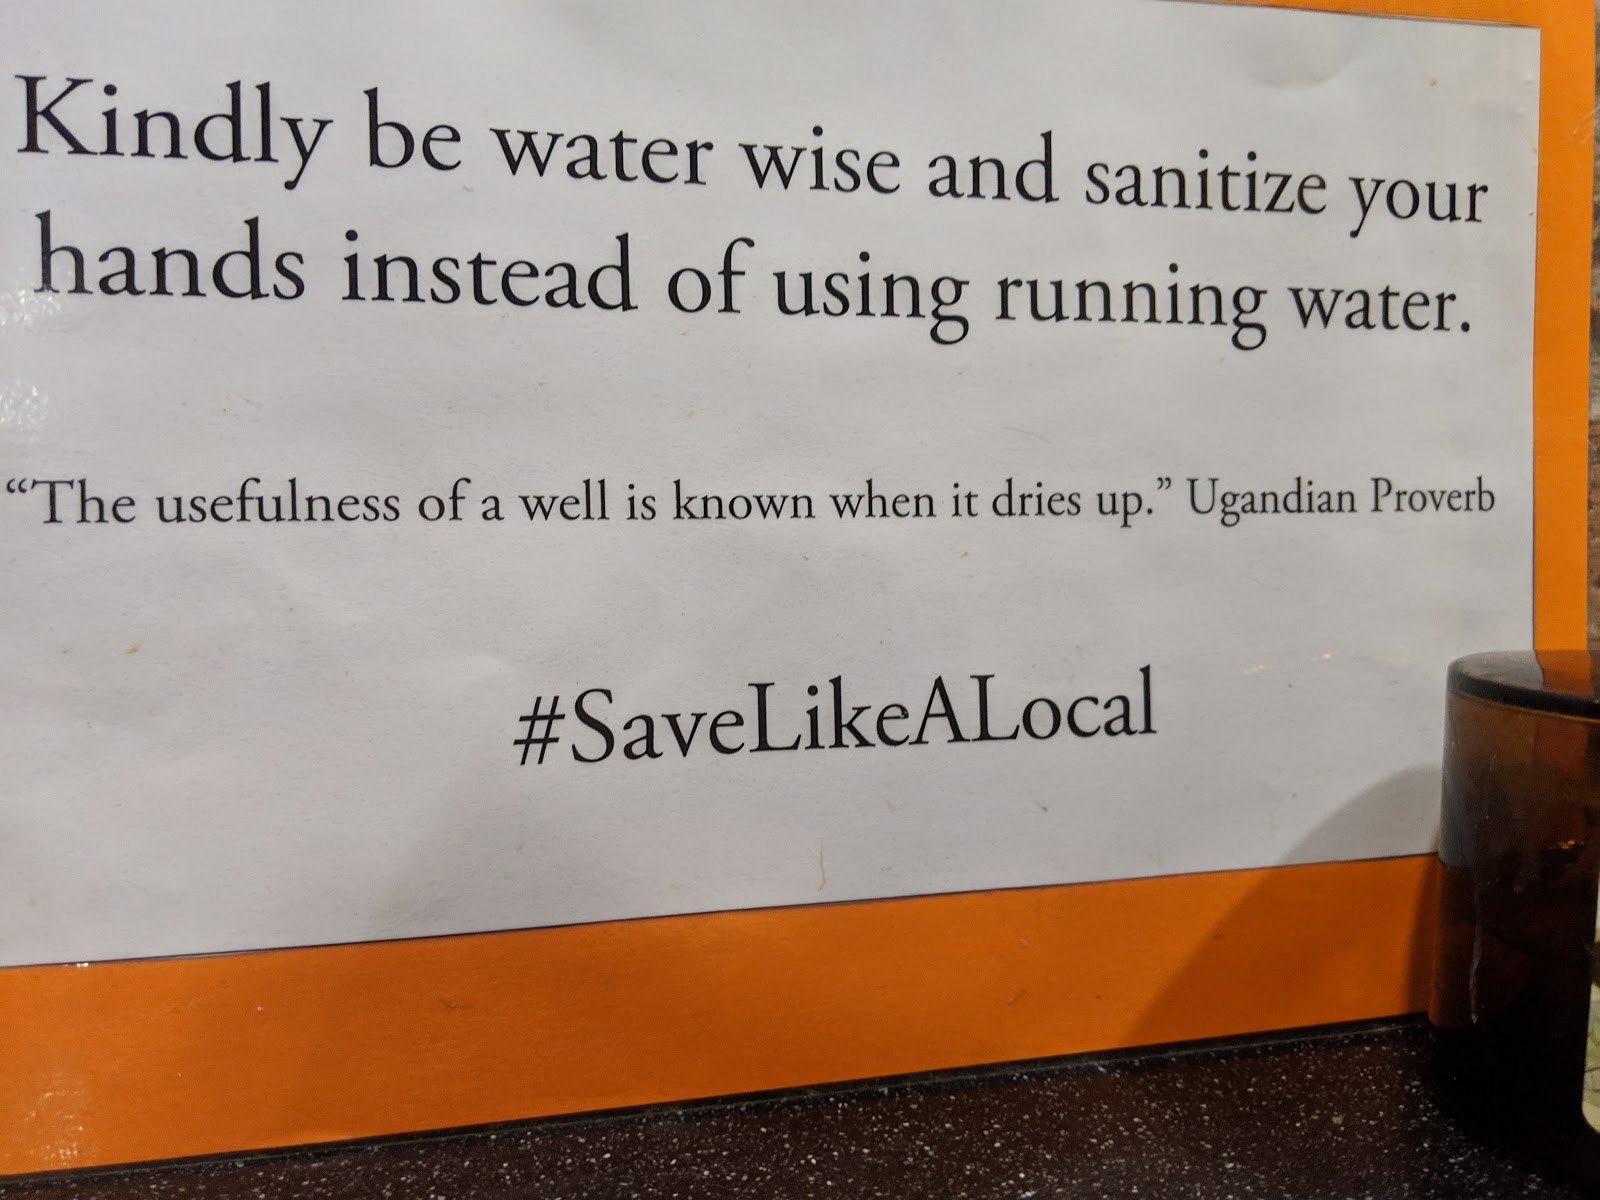 Kindly be water wise and sanitize your
hands instead of using running water.
“The usefulness of a well is known when it dries up.” Ugandian Proverb
#SaveLikeALocal